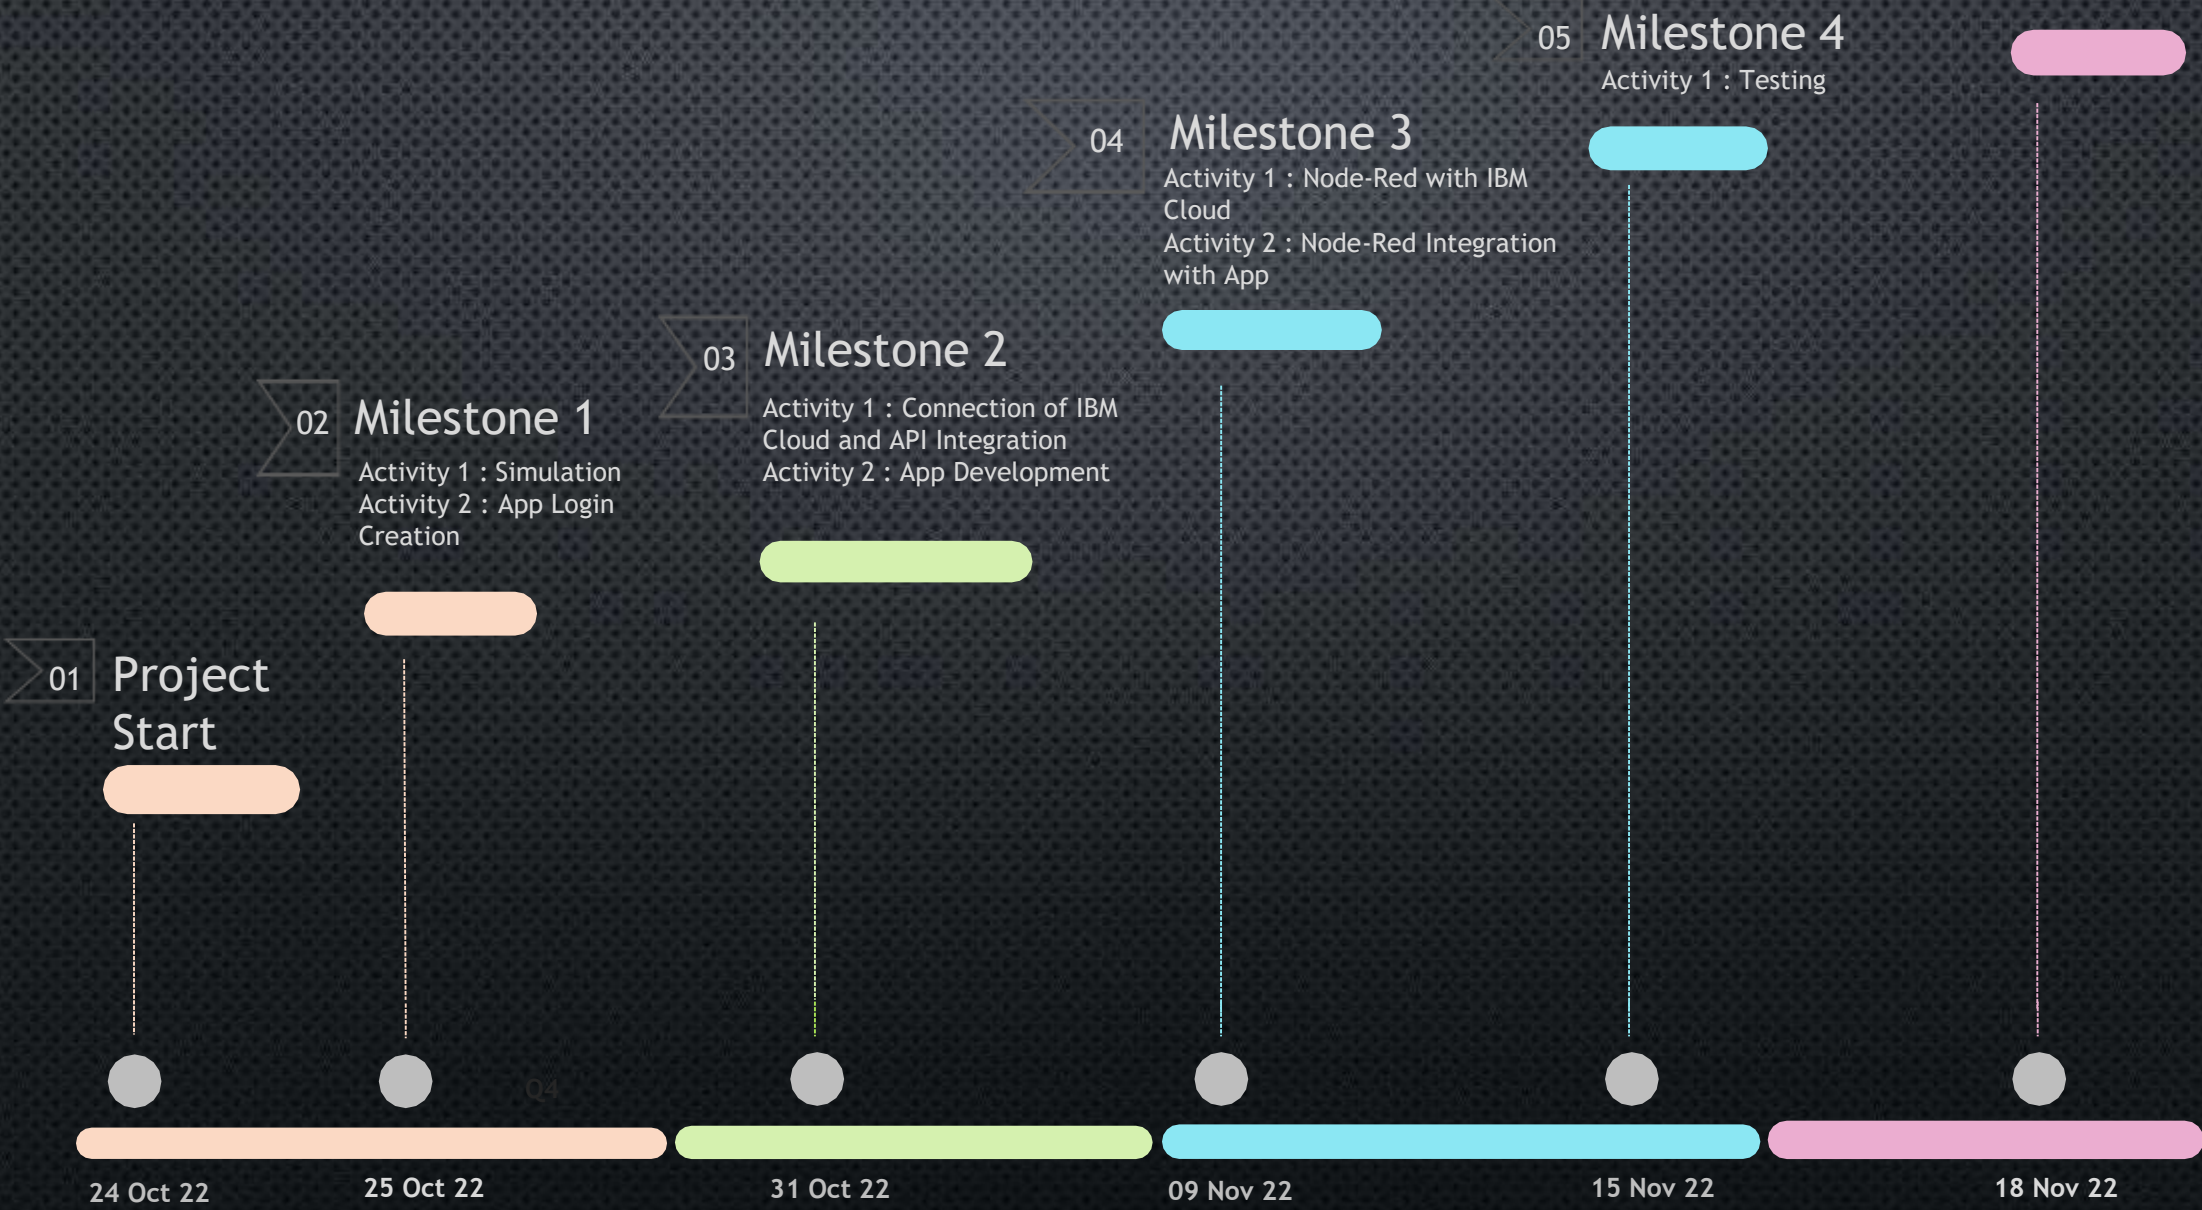 01
Project
Start
02
Milestone 1
Activity 1 : Simulation
Activity 2 : App Login
Creation
03
Milestone 2
Activity 1 : Connection of IBM
Cloud and API Integration
Activity 2 : App Development
04
Milestone 3
Activity 1 : Node-Red with IBM
Cloud
Activity 2 : Node-Red Integration
with App
05
Milestone 4
Activity 1 : Testing
Q4
24 Oct 22
25 Oct 22
31 Oct 22
09 Nov 22
15 Nov 22
18 Nov 22